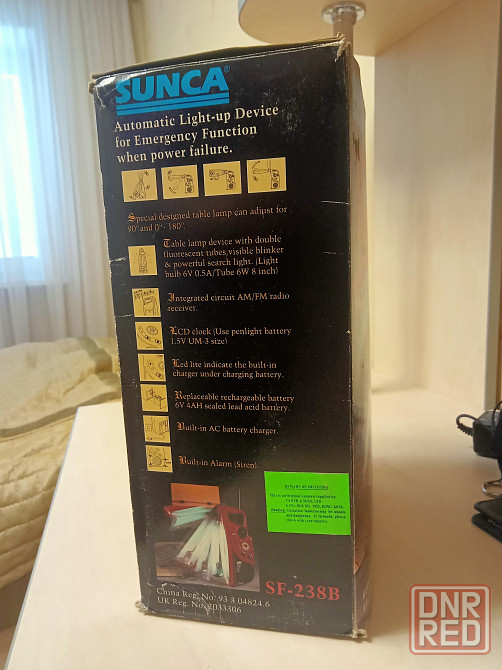 SUNCA®
Automatic Light-up Device
for Emergency Function
when power failure.
Special designed table lamp can adjust for
90° and 0°- 180°.
Table lamp device with double
fluorescent tubes,visible blinker
& powerful search light. (Light
bulb 6V 0.5A/Tube 6W 8 inch)
Integrated circuit AM/FM radio
receiver.
LCD clock (Use penlight battery
1.5V UM-3 size)
Led lite indicate the built-in
charger under charging battery.
Replaceable rechargeable battery
6V 4AH sealed lead acid battery.
Built-in AC battery charger.
Built-in Alarm (Siren)
BEWARE OF IMITATIONS
SF-238B
China Reg. No. 93 3 04824.6
UK Reg. No. 2033306
DNR
RED